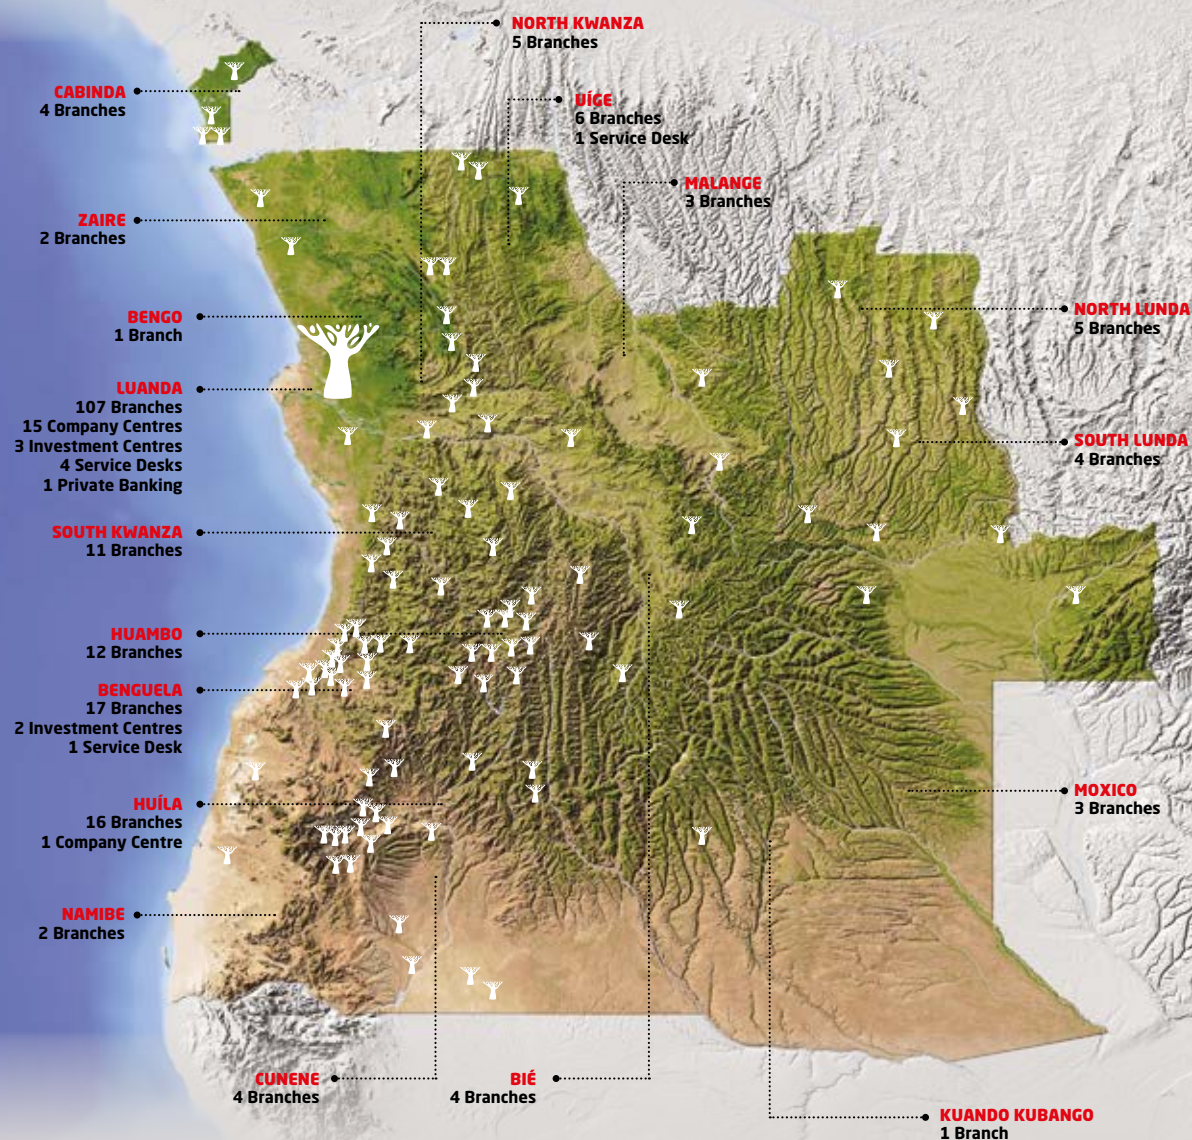 NORTH KWANZA
5 Branches
CABINDA
4 Branches
UÍGE
6 Branches
1 Service Desk
MALANGE
3 Branches
ZAIRE
2 Branches
BENGO
1 Branch
NORTH LUNDA
5 Branches
LUANDA
107 Branches
15 Company Centres
3 Investment Centres
4 Service Desks
1 Private Banking
SOUTH LUNDA
4 Branches
SOUTH KWANZA
11 Branches
HUAMBO
12 Branches
BENGUELA
17 Branches
2 Investment Centres
1 Service Desk
MOXICO
3 Branches
HUÍLA
16 Branches
1 Company Centre
NAMIBE
2 Branches
CUNENE
4 Branches
BIÉ
4 Branches
KUANDO KUBANGO
1 Branch